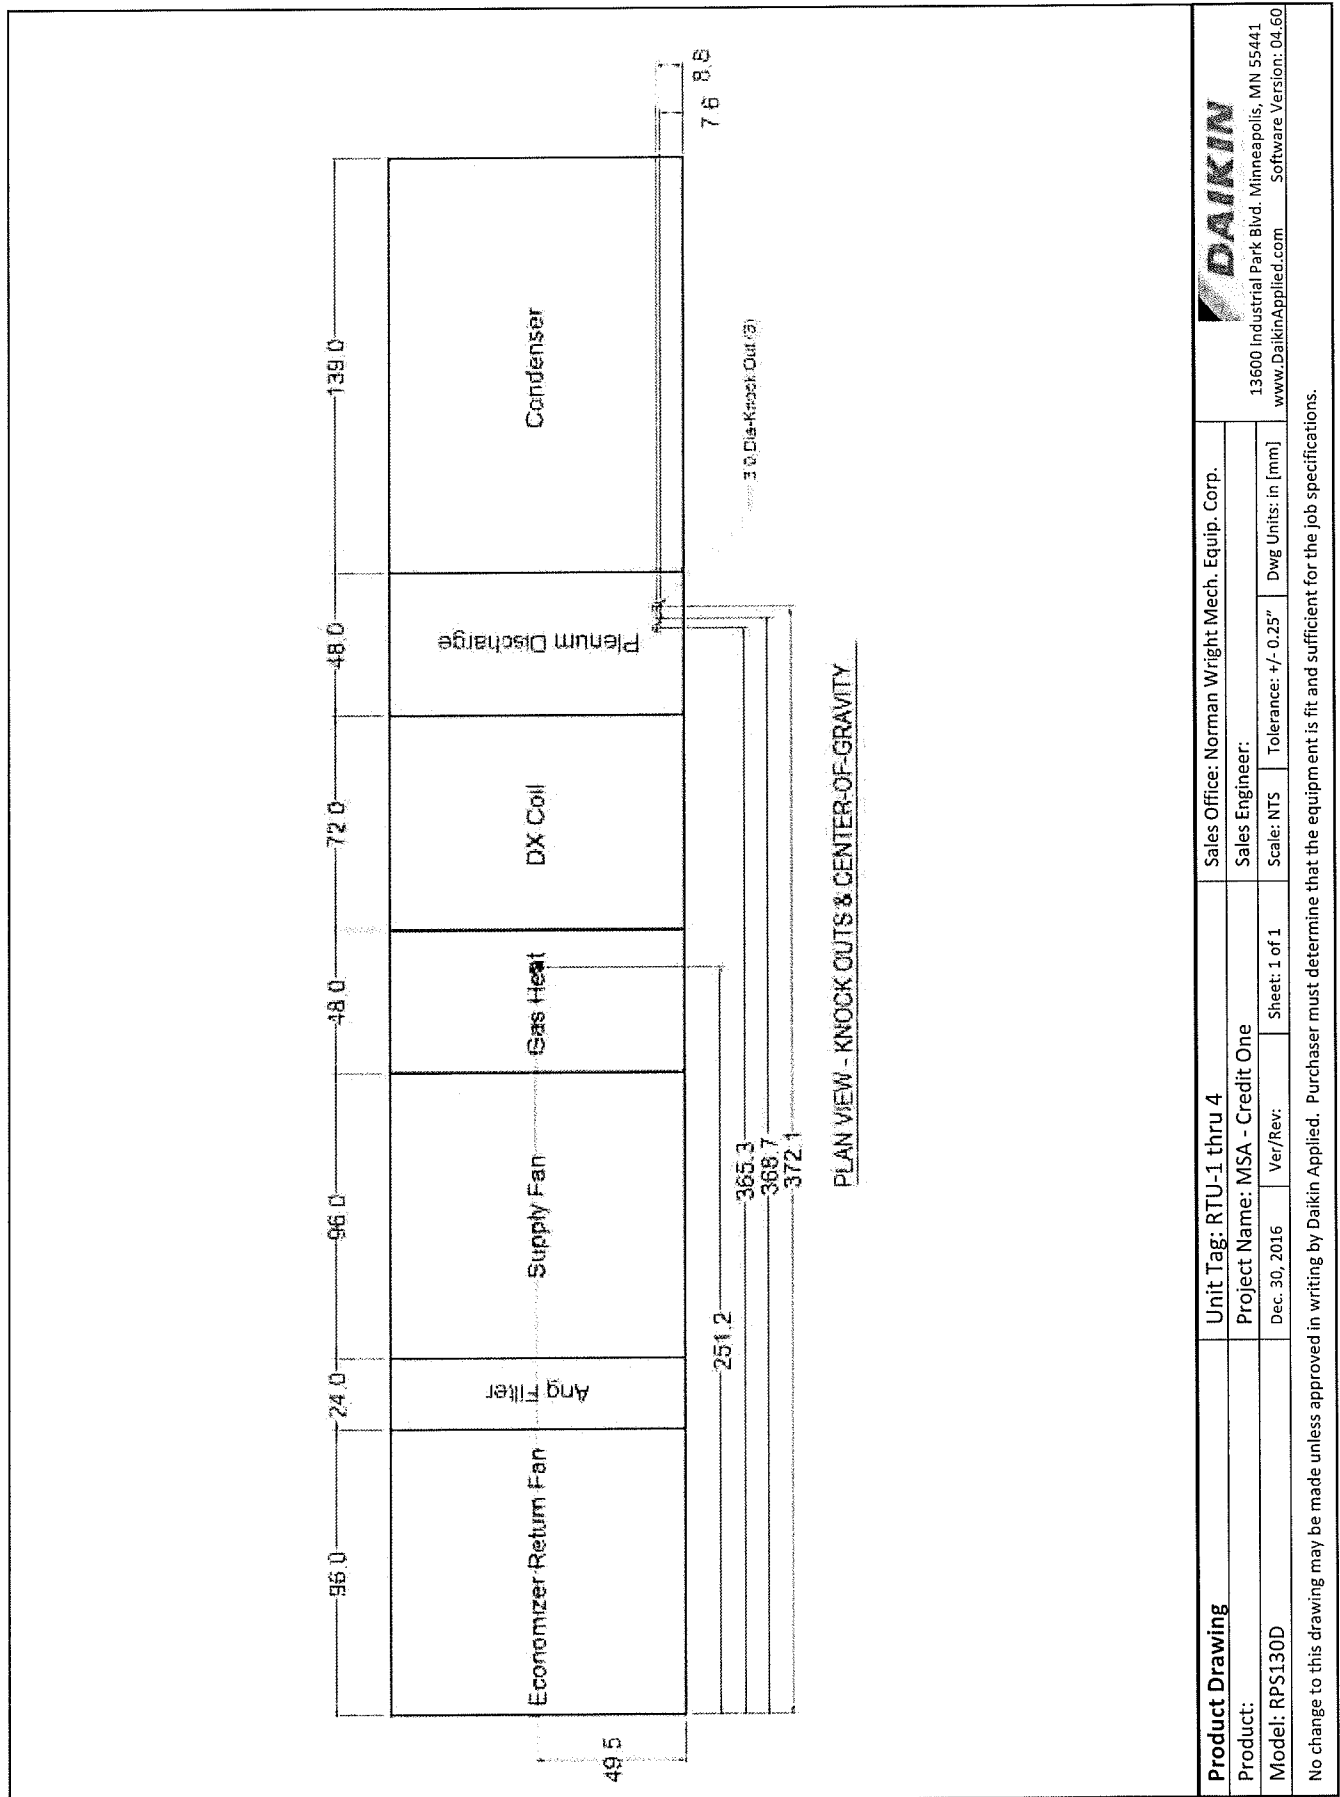 96.0
24.0
96.0
48.0
72.0
48.0
139.0
Economizer Return Fan
Ang Filter
Supply Fan
Gas Heat
DX Coil
Plenum Discharge
Condenser
49.5
7.6
8.6
3.0 Dia-Knock Out(3)
251.2
365.3
368.7
372.1
PLAN VIEW - KNOCK OUTS & CENTER-OF-GRAVITY
Product Drawing
Unit Tag: RTU-1 thru 4
Sales Office: Norman Wright Mech. Equip. Corp.
DAIKIN
Product:
Project Name: MSA - Credit One
Sales Engineer:
13600 Industrial Park Blvd. Minneapolis, MN 55441
Model: RPS130D
Dec. 30, 2016
Ver/Rev:
Sheet: 1 of 1
Scale: NTS
Tolerance: +/- 0.25"
Dwg Units: in [mm]
www.DaikinApplied.com
Software Version: 04.60
No change to this drawing may be made unless approved in writing by Daikin Applied. Purchaser must determine that the equipment is fit and sufficient for the job specifications.